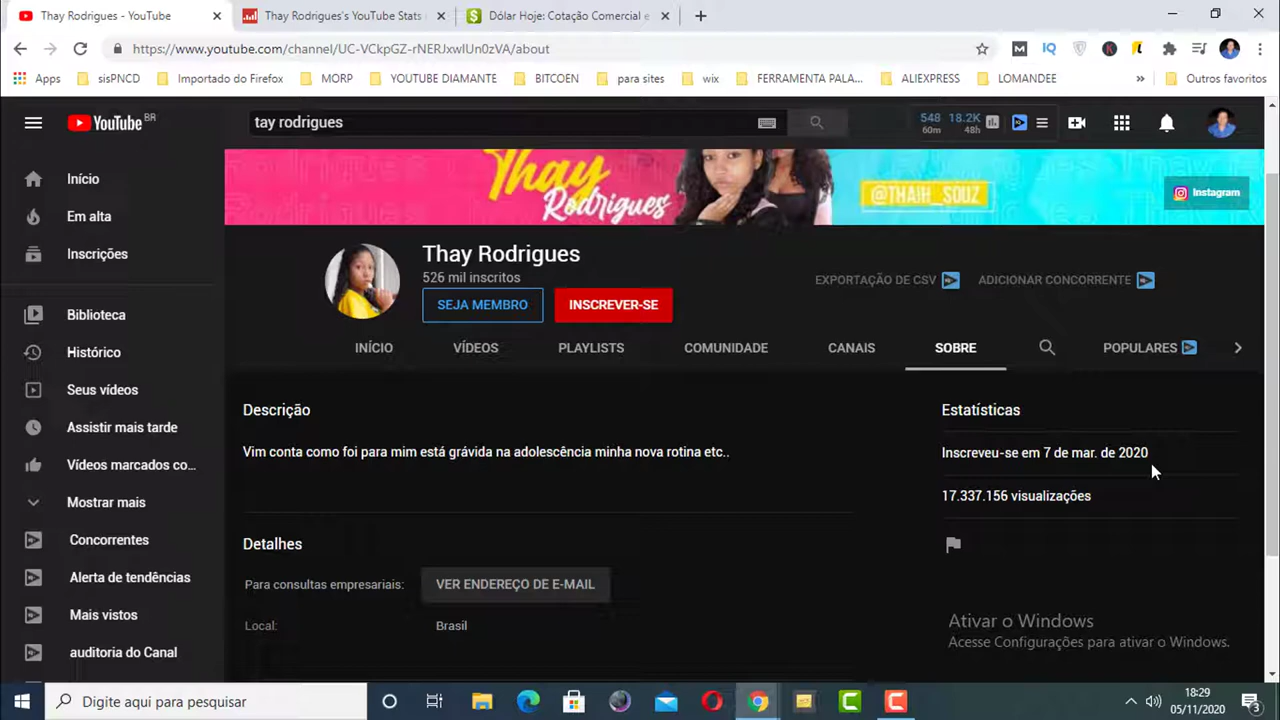 Thay Rodrigues - YouTube
Thay Rodrigues's YouTube Stats
Dólar Hoje: Cotação Comercial e
https://www.youtube.com/channel/UC-VCkpGZ-rNERJxwIUn0zVA/about
Apps
sisPNCD
Importado do Firefox
MORP
YOUTUBE DIAMANTE
BITCOEN
para sites
wix
FERRAMENTA PALA...
ALIEXPRESS
LOMANDEE
»
Outros favoritos
YouTube BR
tay rodrigues
548 18.2K
60m 48h
Início
Em alta
Inscrições
Biblioteca
Histórico
Seus vídeos
Assistir mais tarde
Vídeos marcados co...
Mostrar mais
Concorrentes
Alerta de tendências
Mais vistos
auditoria do Canal
Thay
Rodrigues
@THAIH_SOUZ
Instagram
Thay Rodrigues
526 mil inscritos
SEJA MEMBRO
INSCREVER-SE
EXPORTAÇÃO DE CSV
ADICIONAR CONCORRENTE
INÍCIO
VÍDEOS
PLAYLISTS
COMUNIDADE
CANAIS
SOBRE
POPULARES
Descrição
Vim conta como foi para mim está grávida na adolescência minha nova rotina etc..
Detalhes
Para consultas empresariais:
VER ENDEREÇO DE E-MAIL
Local:
Brasil
Estatísticas
Inscreveu-se em 7 de mar. de 2020
17.337.156 visualizações
Ativar o Windows
Acesse Configurações para ativar o Windows.
Digite aqui para pesquisar
18:29
05/11/2020
3